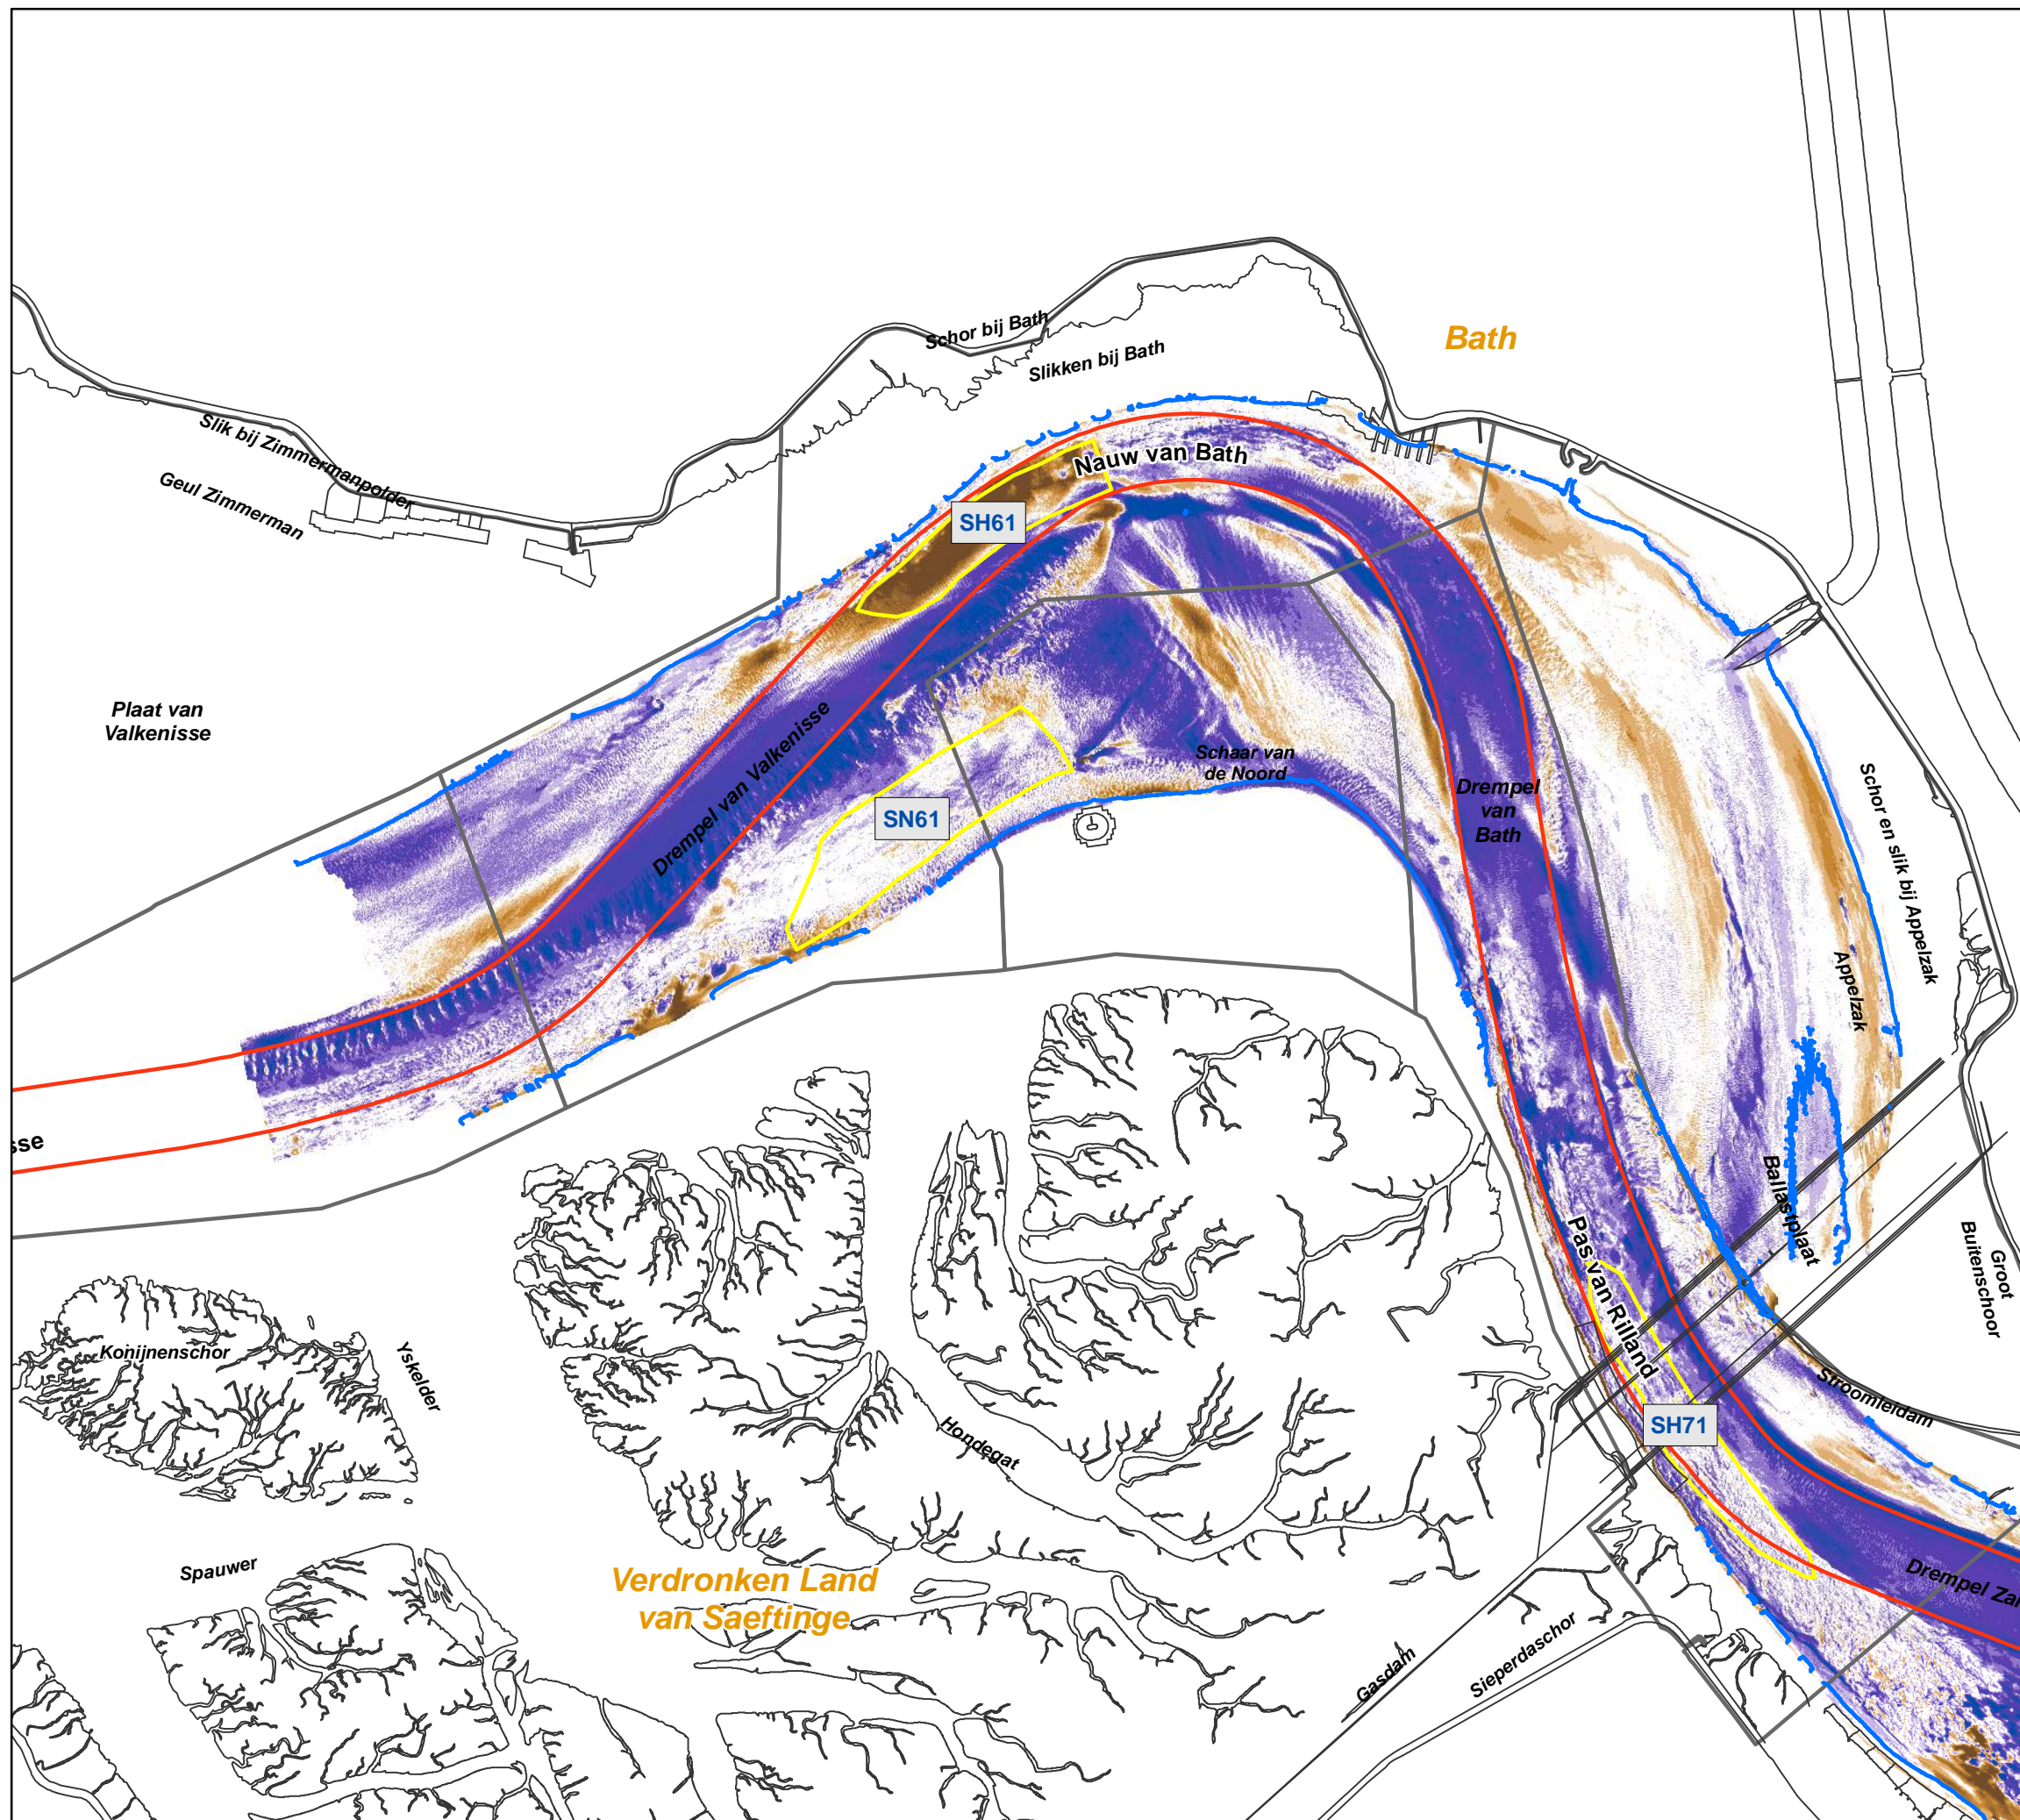 Bath
Schor bij Bath
Slikken bij Bath
Slik bij Zimmermanpolder
Geul Zimmerman
Nauw van Bath
SH61
Plaat van
Valkenisse
Drempel van Valkenisse
Schaar van
de Noord
SN61
Drempel
van
Bath
Schor en slik bij Appelzak
Appelzak
sse
Ballastplaat
Groot
Buitenschoor
Pas van Rilland
Konijnenschor
Yskelder
Stroomleidam
SH71
Hondegat
Spauwer
Verdronken Land
van Saeftinge
Drempel Za
Gasdam
Sieperdaschor